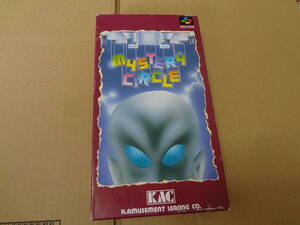 MYSTERY
CIRCLE
KAC
K.AMUSEMENT LEASING CO.